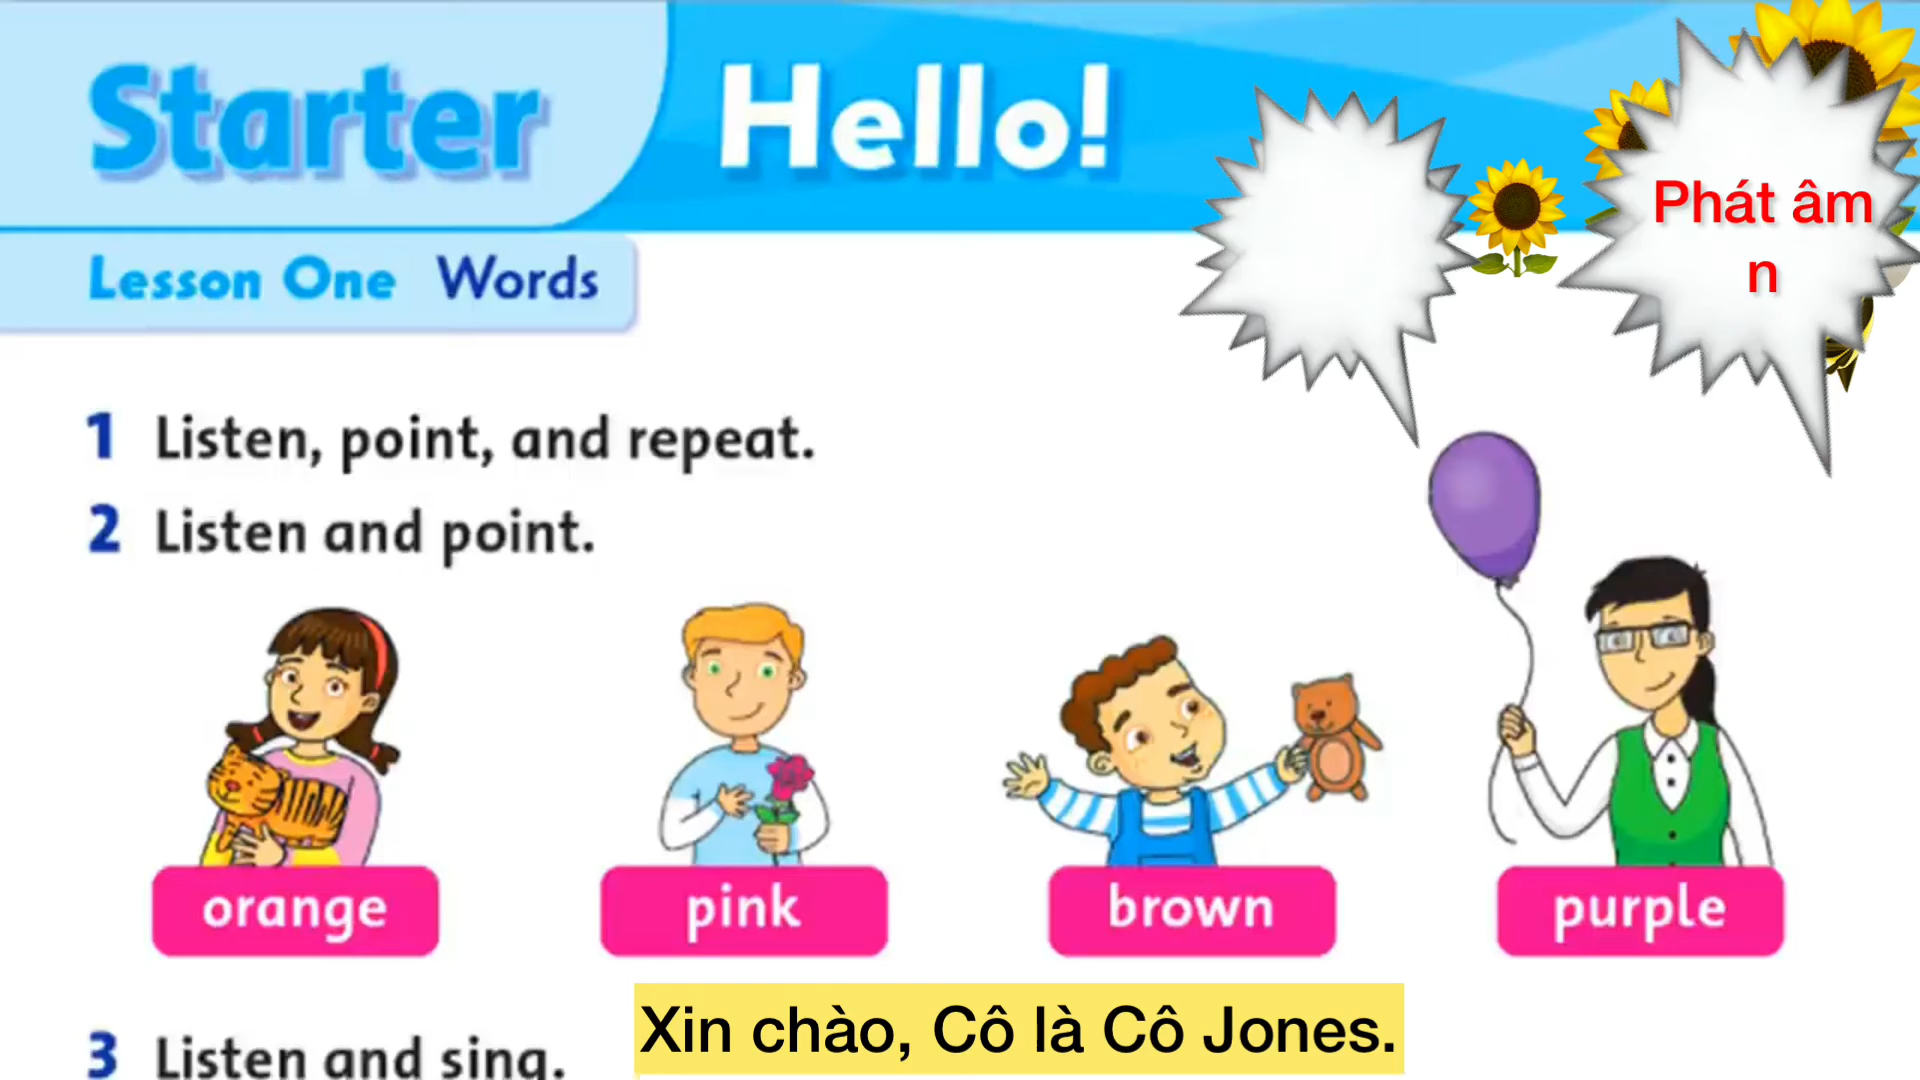 Starter Hello!
Phát âm
n
Lesson One Words
1 Listen, point, and repeat.
2 Listen and point.
orange
pink
brown
purple
3 Listen and sing.
Xin chào, Cô là Cô Jones.